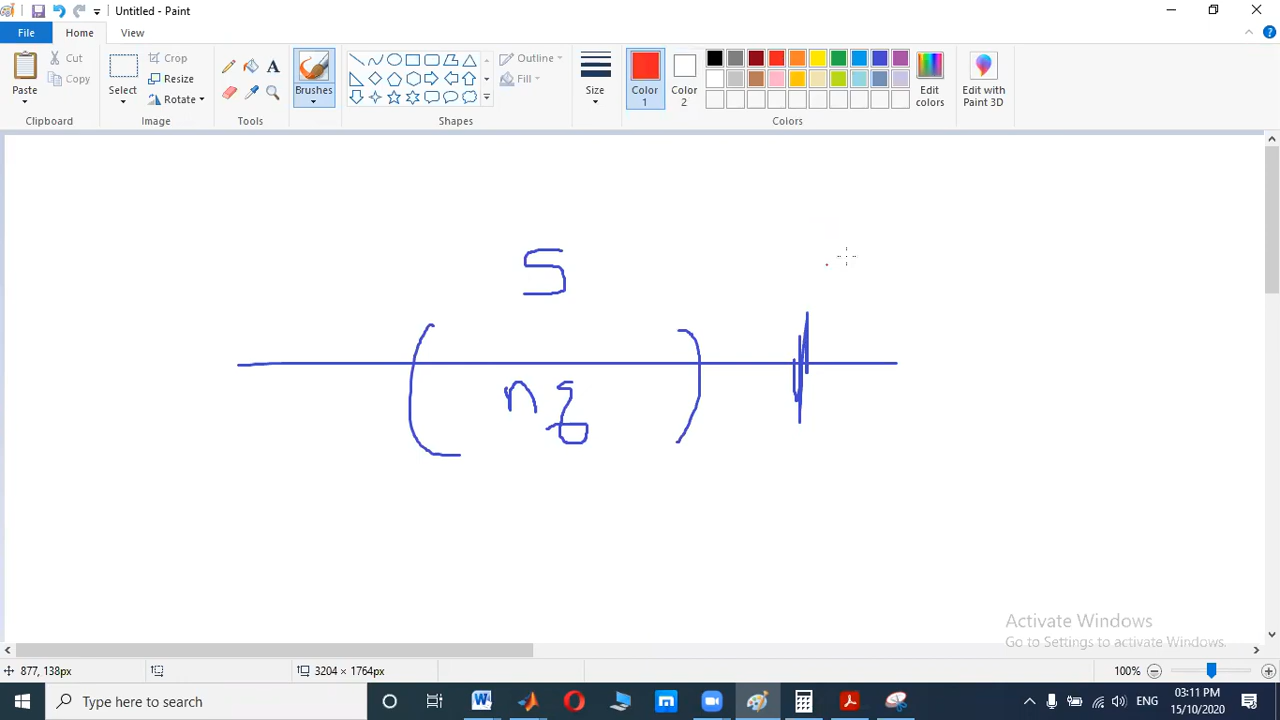 Untitled - Paint
File Home View
Paste
Cut
Copy
Clipboard
Select
Crop
Resize
Rotate
Image
A
Tools
Brushes
Shapes
Outline
Fill
Size
Color 1
Color 2
Edit colors
Colors
Edit with Paint 3D
S
n
Activate Windows
Go to Settings to activate Windows.
877, 138px
3204 × 1764px
100%
Type here to search
ENG
03:11 PM
15/10/2020